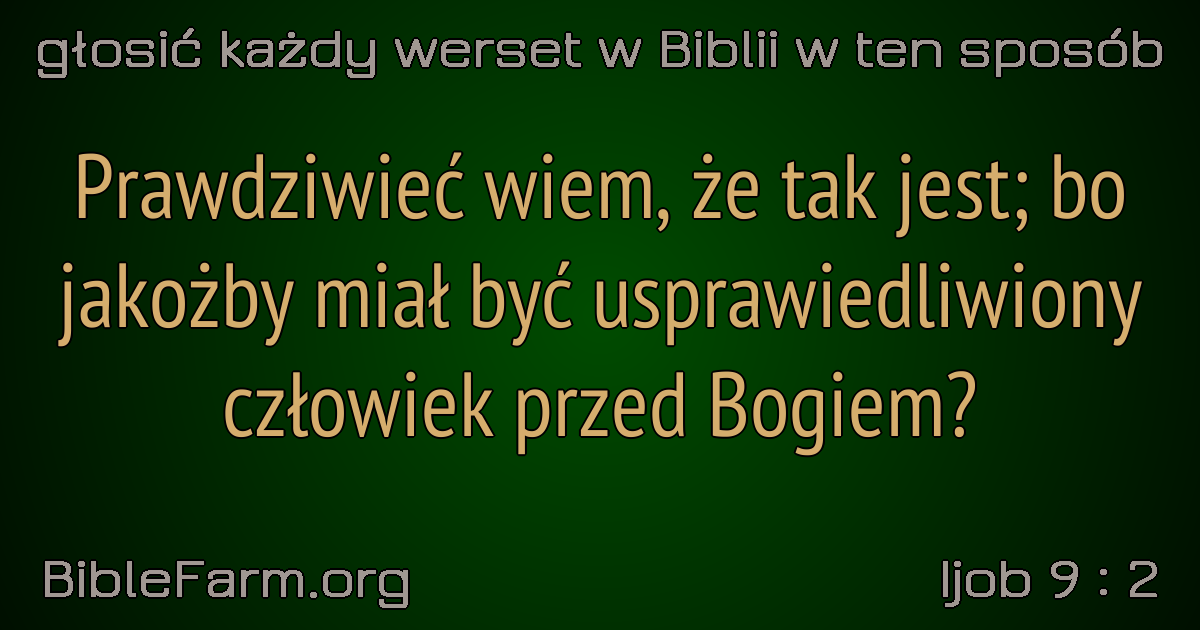 głosić każdy werset w Biblii w ten sposób
Prawdziwieć wiem, że tak jest; bo
jakożby miał być usprawiedliwiony
człowiek przed Bogiem?
BibleFarm.org
Ijob 9 : 2